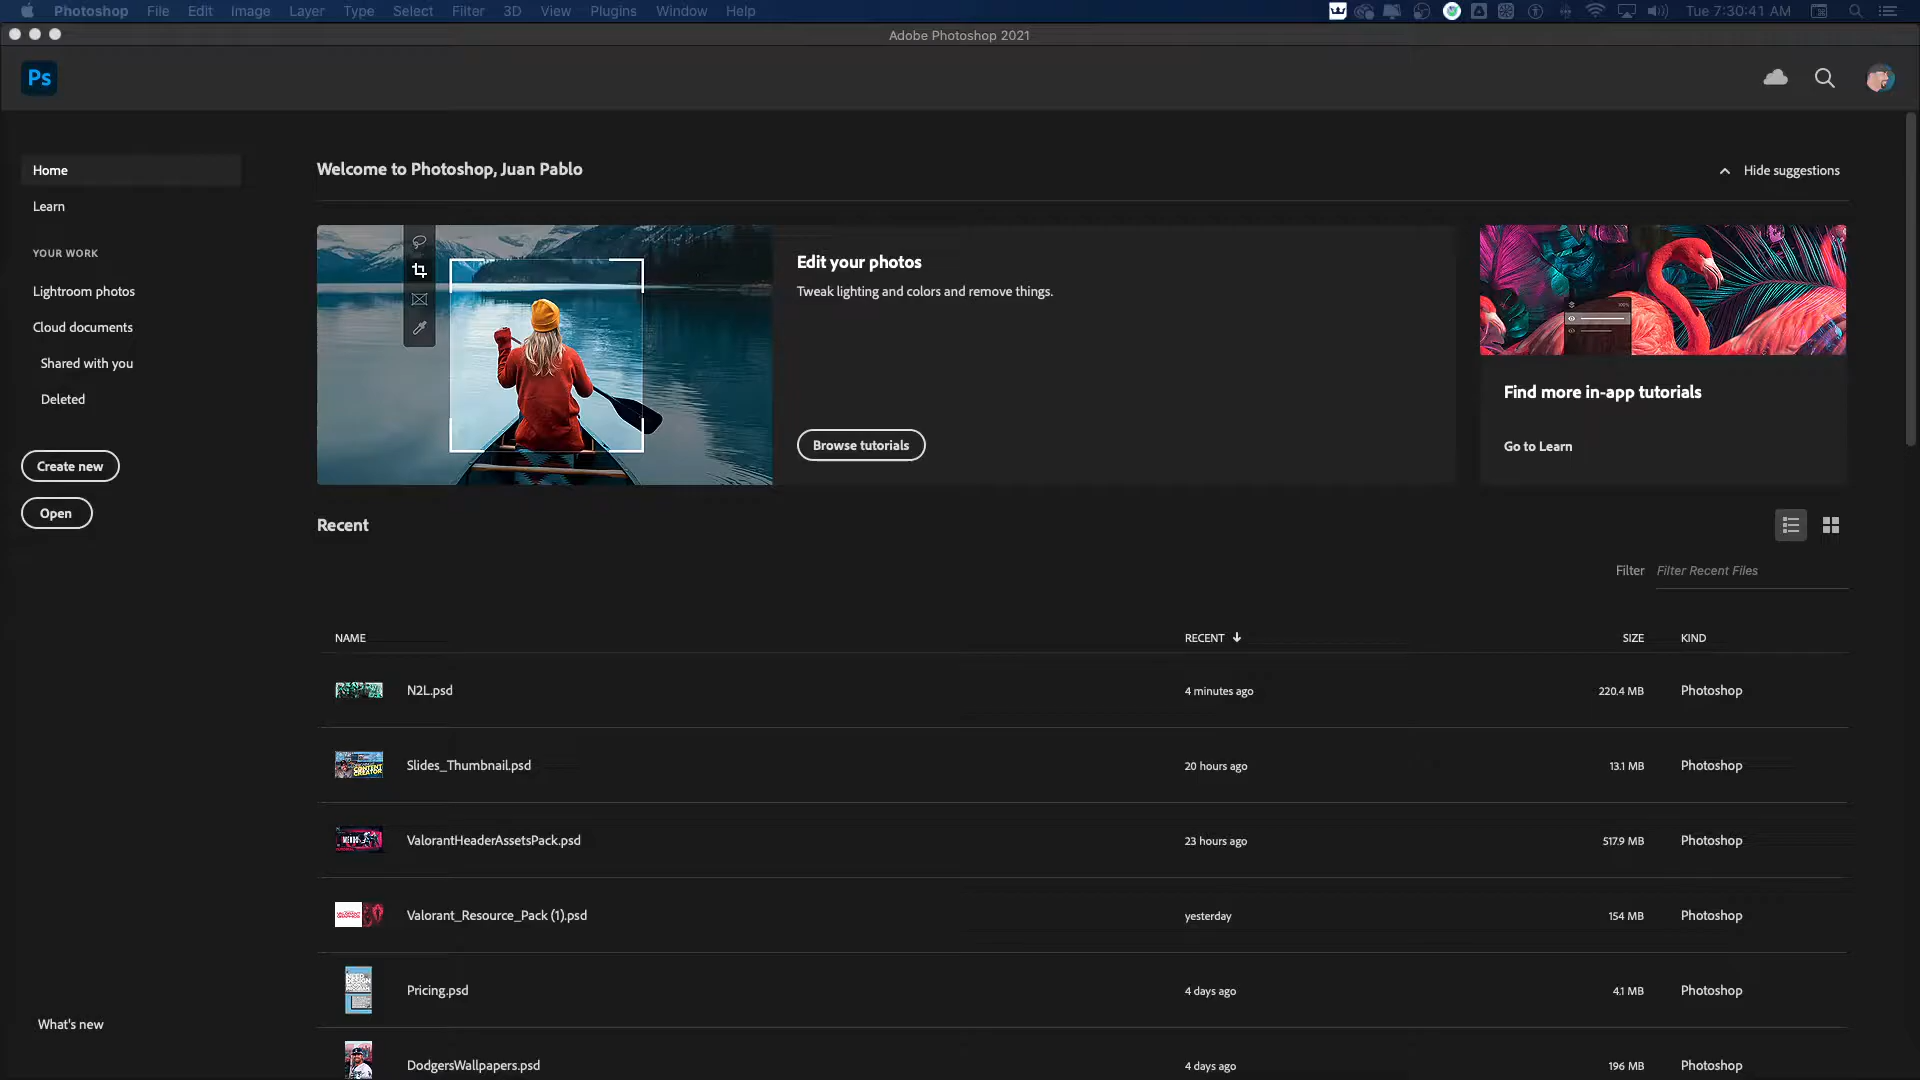 Photoshop File Edit Image Layer Type Select Filter 3D View Plugins Window Help Tue 7:30:41 AM
Adobe Photoshop 2021
Ps
Home
Learn
YOUR WORK
Lightroom photos
Cloud documents
Shared with you
Deleted
Create new
Open
What's new
Welcome to Photoshop, Juan Pablo
Hide suggestions
Edit your photos
Tweak lighting and colors and remove things.
Browse tutorials
Find more in-app tutorials
Go to Learn
Recent
Filter Filter Recent Files
NAME RECENT SIZE KIND
N2L.psd 4 minutes ago 220.4 MB Photoshop
Slides_Thumbnail.psd 20 hours ago 13.1 MB Photoshop
ValorantHeaderAssetsPack.psd 23 hours ago 517.9 MB Photoshop
Valorant_Resource_Pack (1).psd yesterday 154 MB Photoshop
Pricing.psd 4 days ago 4.1 MB Photoshop
DodgersWallpapers.psd 4 days ago 196 MB Photoshop